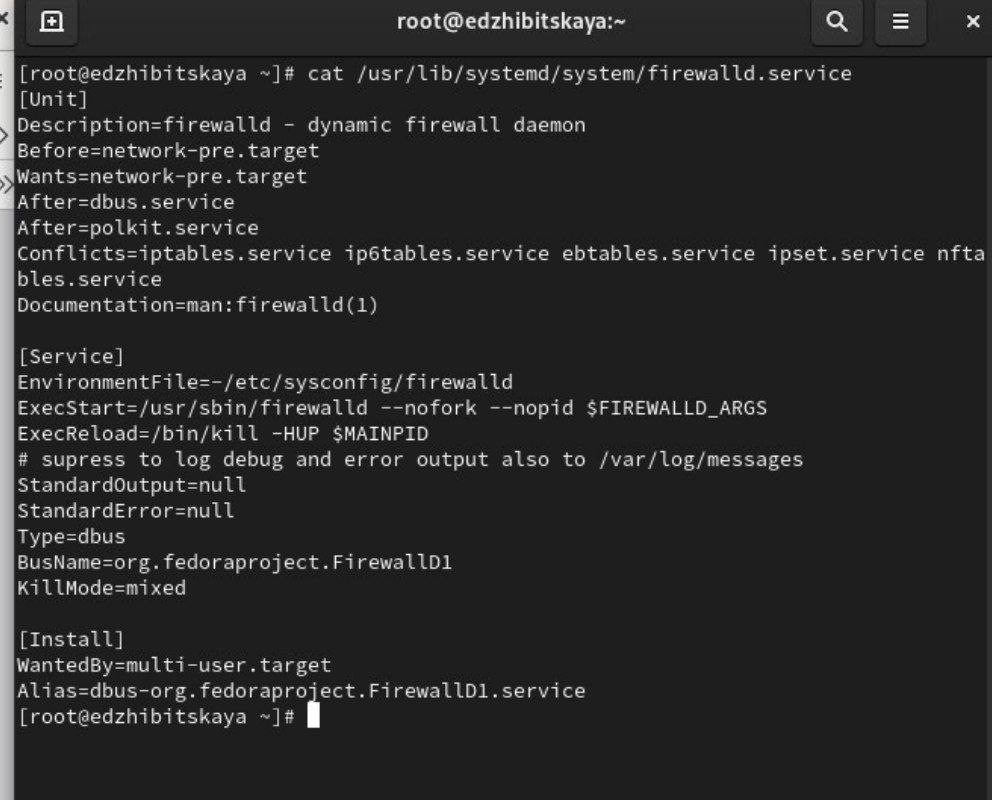 root@edzhibitskaya:~
[root@edzhibitskaya ~]# cat /usr/lib/systemd/system/firewalld.service
[Unit]
Description=firewalld - dynamic firewall daemon
Before=network-pre.target
Wants=network-pre.target
After=dbus.service
After=polkit.service
Conflicts=iptables.service ip6tables.service ebtables.service ipset.service nfta
bles.service
Documentation=man:firewalld(1)

[Service]
EnvironmentFile=-/etc/sysconfig/firewalld
ExecStart=/usr/sbin/firewalld --nofork --nopid $FIREWALLD_ARGS
ExecReload=/bin/kill -HUP $MAINPID
# supress to log debug and error output also to /var/log/messages
StandardOutput=null
StandardError=null
Type=dbus
BusName=org.fedoraproject.FirewallD1
KillMode=mixed

[Install]
WantedBy=multi-user.target
Alias=dbus-org.fedoraproject.FirewallD1.service
[root@edzhibitskaya ~]#